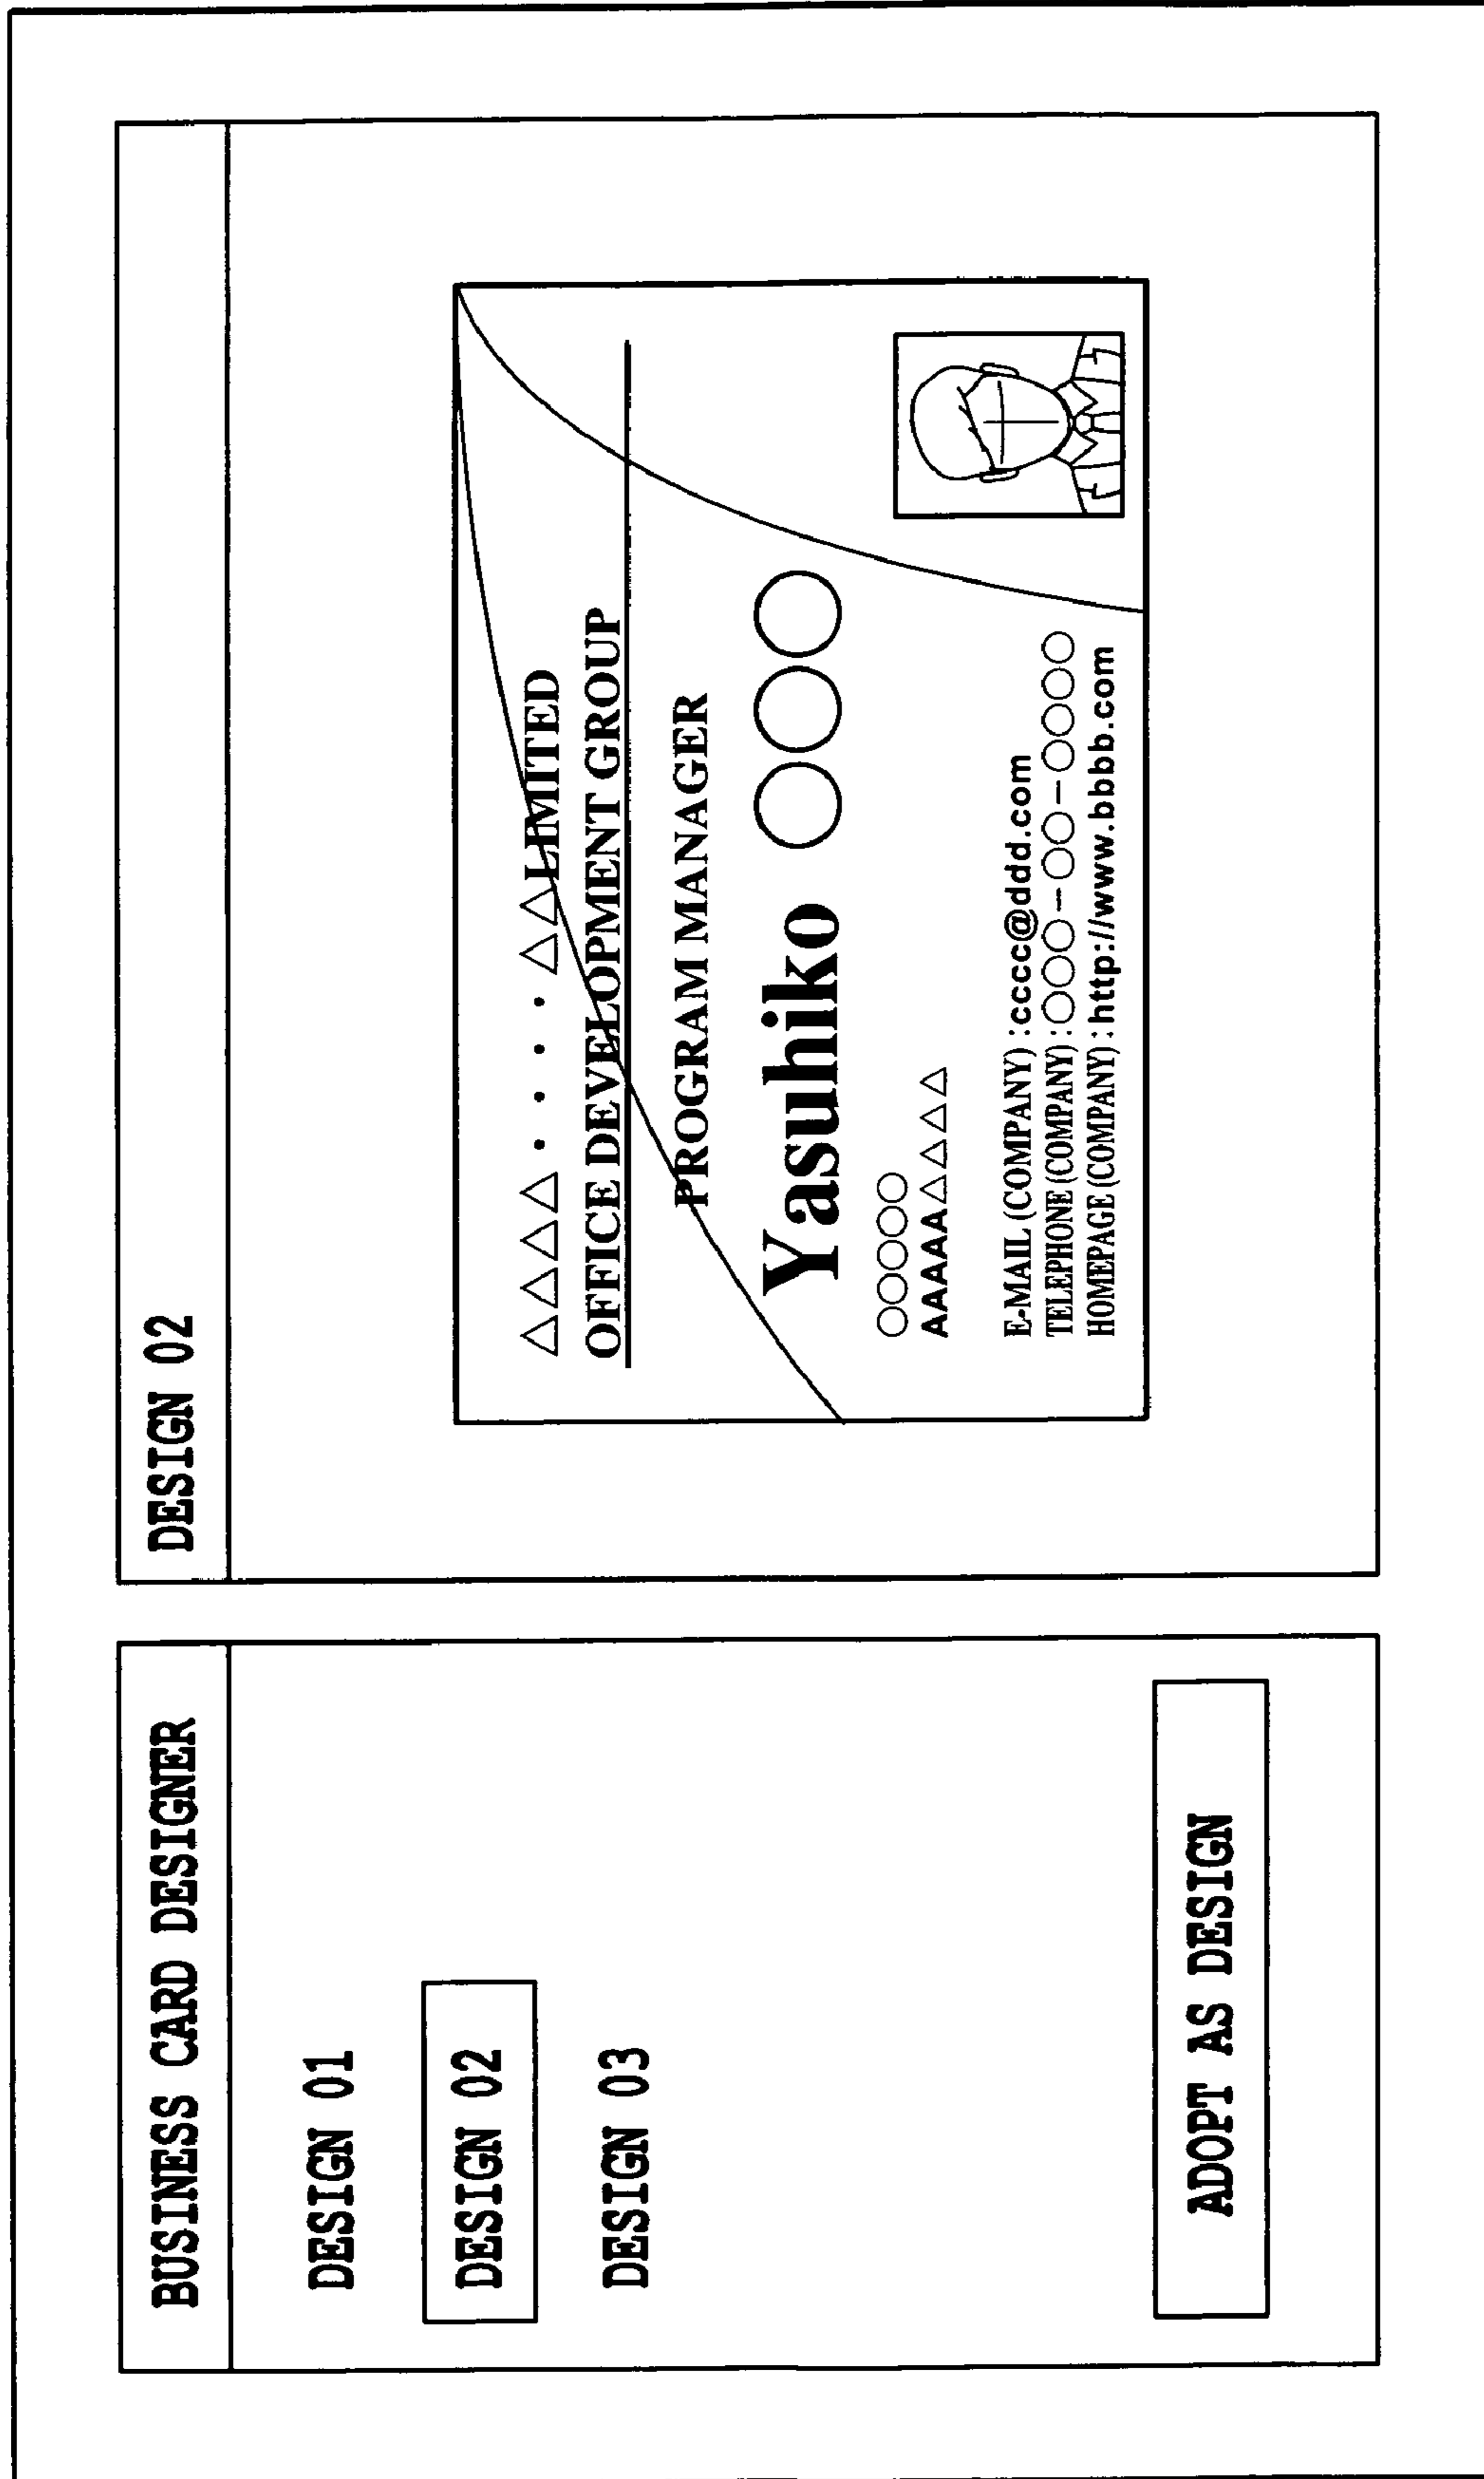 BUSINESS CARD DESIGNER
DESIGN 01
DESIGN 02
DESIGN 03
ADOPT AS DESIGN
DESIGN 02
△△△△····△△LIMITED
OFFICE DEVELOPMENT GROUP
PROGRAM MANAGER
Yasuhiko ○○○
○○○○○
AAAAA△△△△
E-MAIL (COMPANY) :cccc@ddd.com
TELEPHONE (COMPANY) :○○○-○○-○○○○
HOMEPAGE (COMPANY) :http://www.bbbb.com